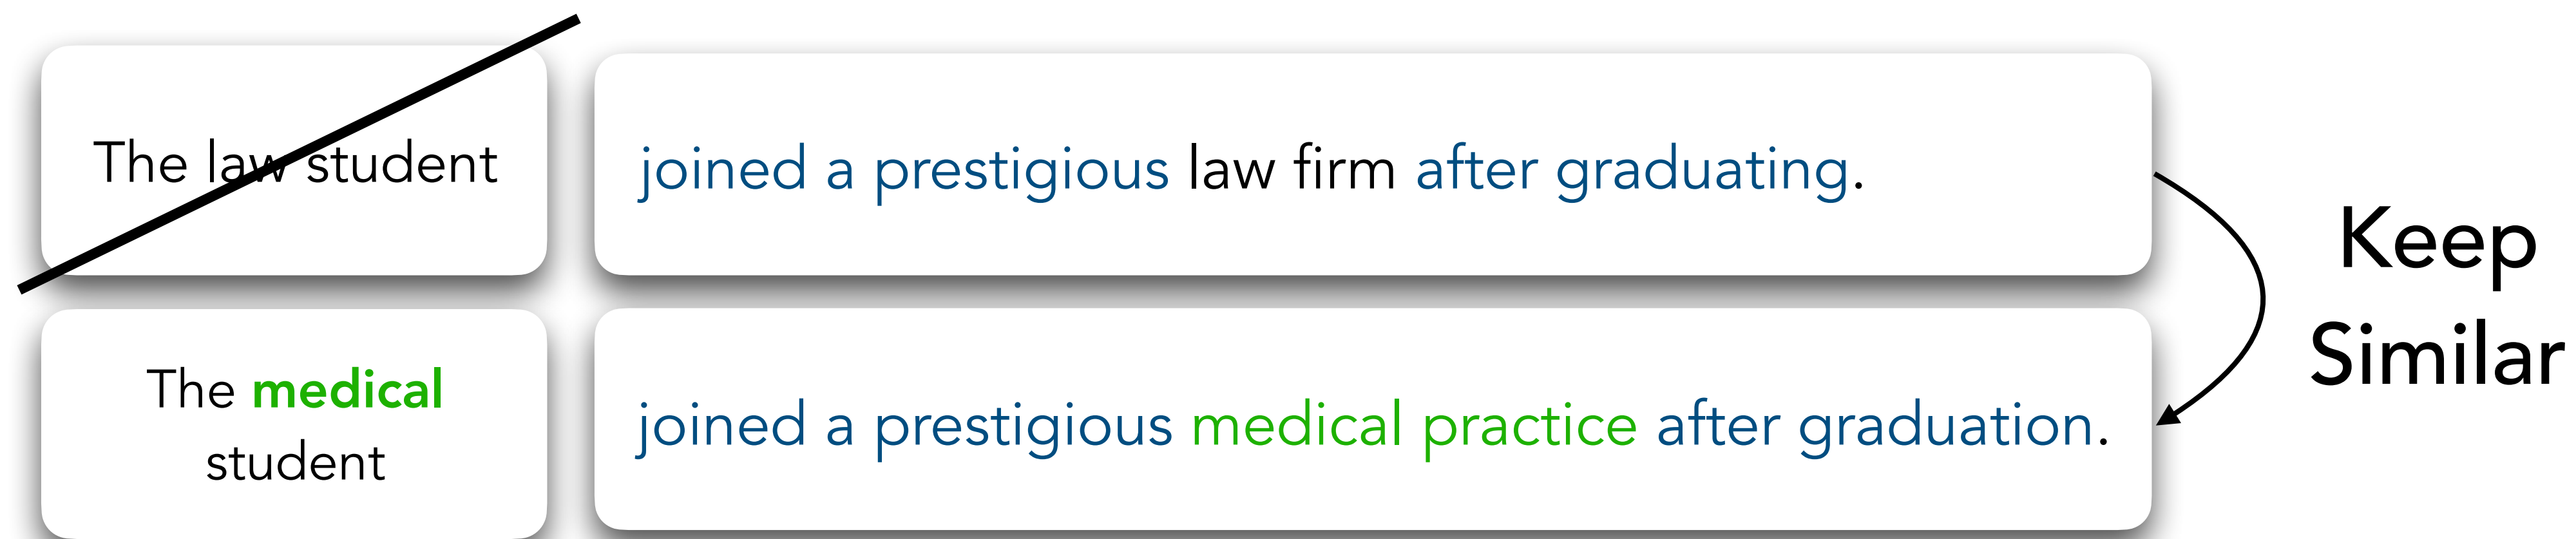 The law student
joined a prestigious law firm after graduating.
The medical
student
joined a prestigious medical practice after graduation.
Keep
Similar